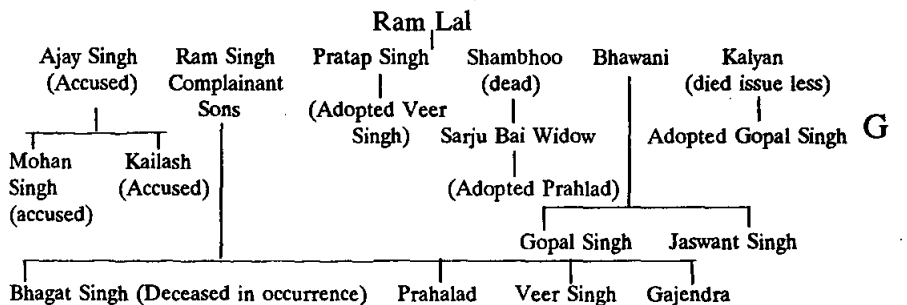 Ram Lal
Ajay Singh Ram Singh Pratap Singh Shambhoo Bhawani Kalyan
(Accused) Complainant (dead) (died issue less)
Sons (Adopted Veer
Singh) Sarju Bai Widow Adopted Gopal Singh G
Mohan Kailash
Singh (Accused)
(accused) (Adopted Prahlad)
Gopal Singh Jaswant Singh
Bhagat Singh (Deceased in occurrence) Prahalad Veer Singh Gajendra